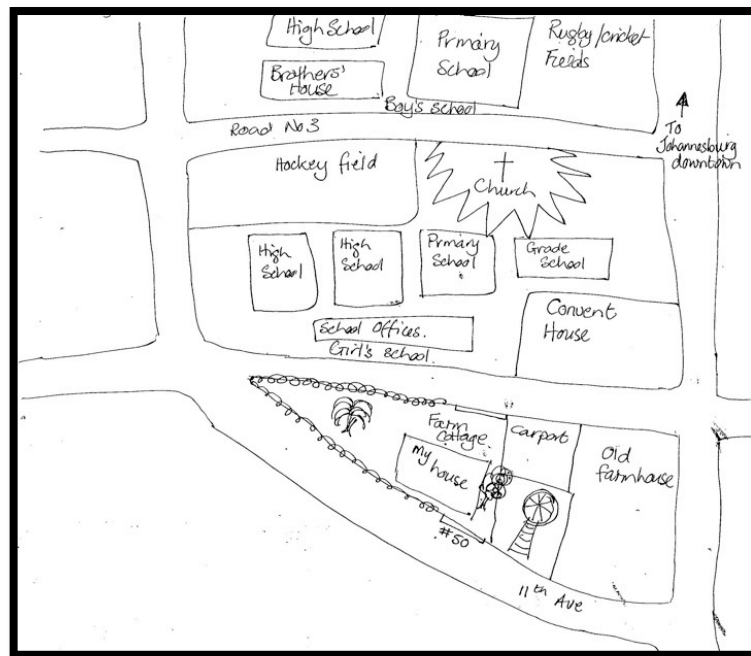 High School
Primary
School
Rugby/cricket
Fields
Brothers'
House
Boy's school
To
Johannesburg
downtown
Road No 3
Hockey field
Church
High
School
High
School
Primary
School
Grade
School
School Offices.
Girl's school.
Convent
House
Farm
Cottage
My
house
carport
Old
farmhouse
#50
11th Ave